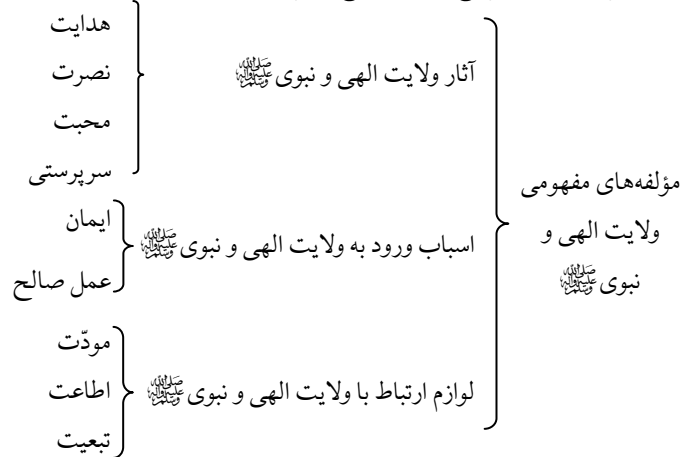 مؤلفه‌های مفهومی
ولایت الهی و
نبوی ﷺ
آثار ولایت الهی و نبوی ﷺ
هدایت
نصرت
محبت
سرپرستی
اسباب ورود به ولایت الهی و نبوی ﷺ
ایمان
عمل صالح
لوازم ارتباط با ولایت الهی و نبوی ﷺ
مودّت
اطاعت
تبعیت